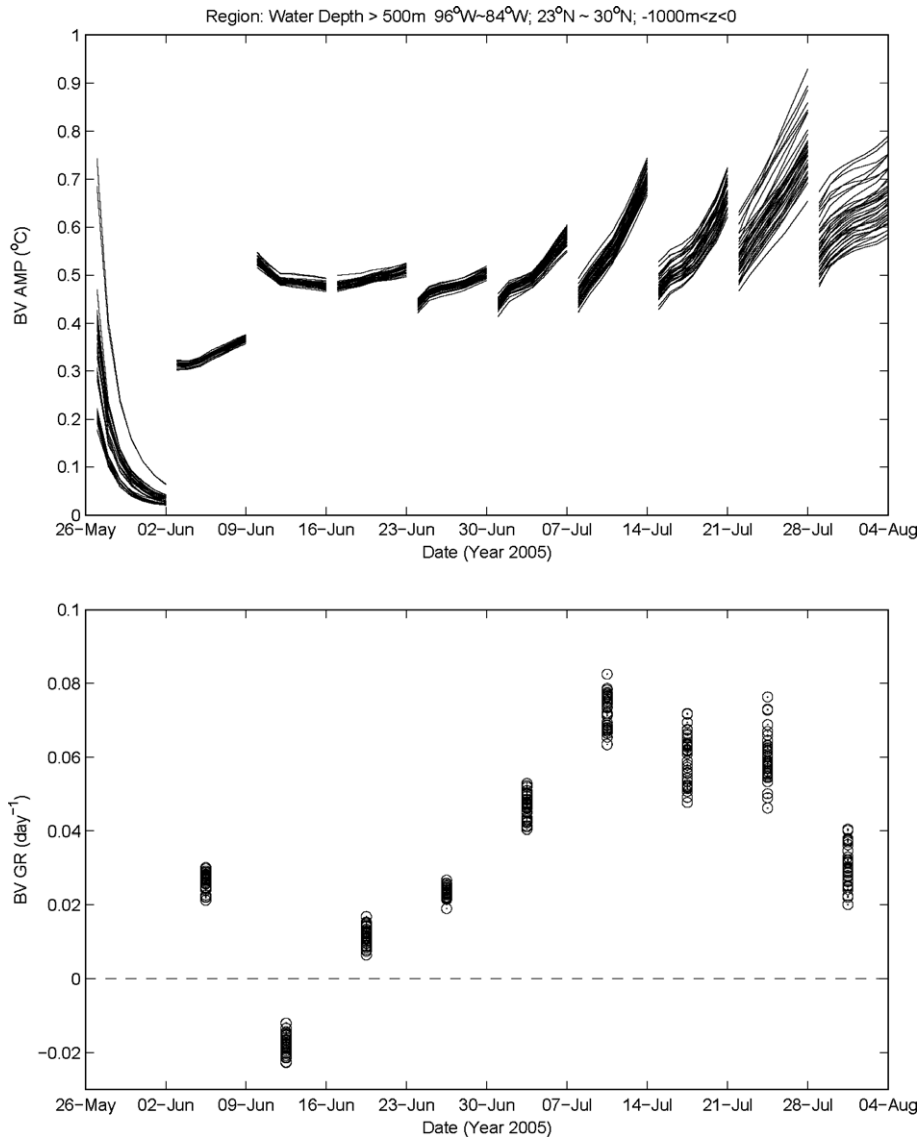 Region: Water Depth > 500m 96°W~84°W; 23°N ~ 30°N; -1000m<z<0
BV AMP (°C)
1
0.9
0.8
0.7
0.6
0.5
0.4
0.3
0.2
0.1
0
26−May 02−Jun 09−Jun 16−Jun 23−Jun 30−Jun 07−Jul 14−Jul 21−Jul 28−Jul 04−Aug
Date (Year 2005)
BV GR (day⁻¹)
0.1
0.08
0.06
0.04
0.02
0
−0.02
26−May 02−Jun 09−Jun 16−Jun 23−Jun 30−Jun 07−Jul 14−Jul 21−Jul 28−Jul 04−Aug
Date (Year 2005)